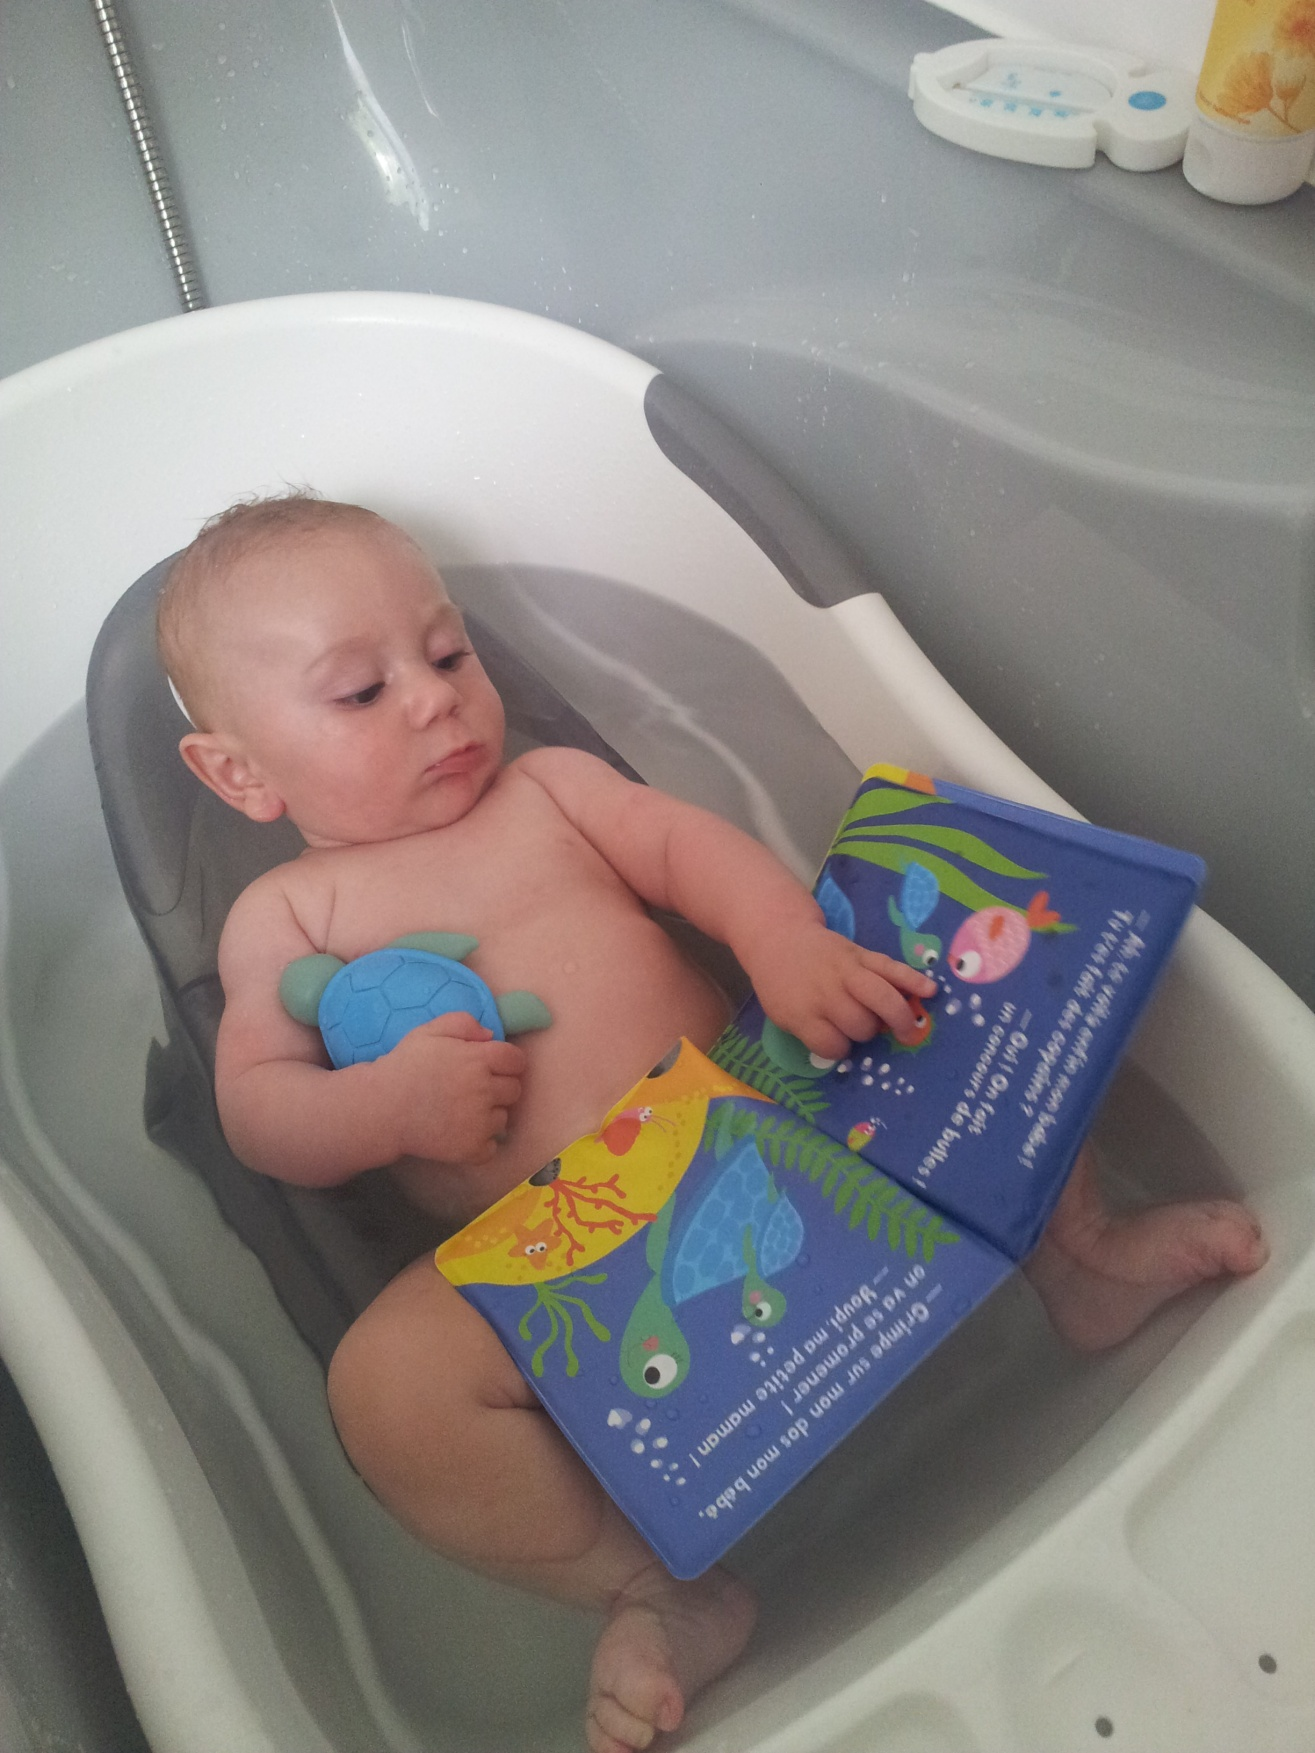 — Grimpe sur mon dos mon bébé,
on va se promener !
— Youpi, ma petite maman !
— Ah, te voilà enfin mon bébé !
Tu t'es fait des copains ?
— Oui ! On fait
un concours de bulles !